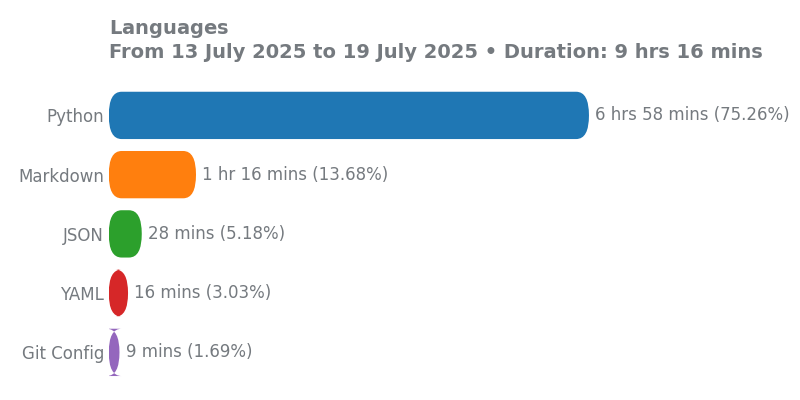 Languages
From 13 July 2025 to 19 July 2025 • Duration: 9 hrs 16 mins
Python 6 hrs 58 mins (75.26%)
Markdown 1 hr 16 mins (13.68%)
JSON 28 mins (5.18%)
YAML 16 mins (3.03%)
Git Config 9 mins (1.69%)